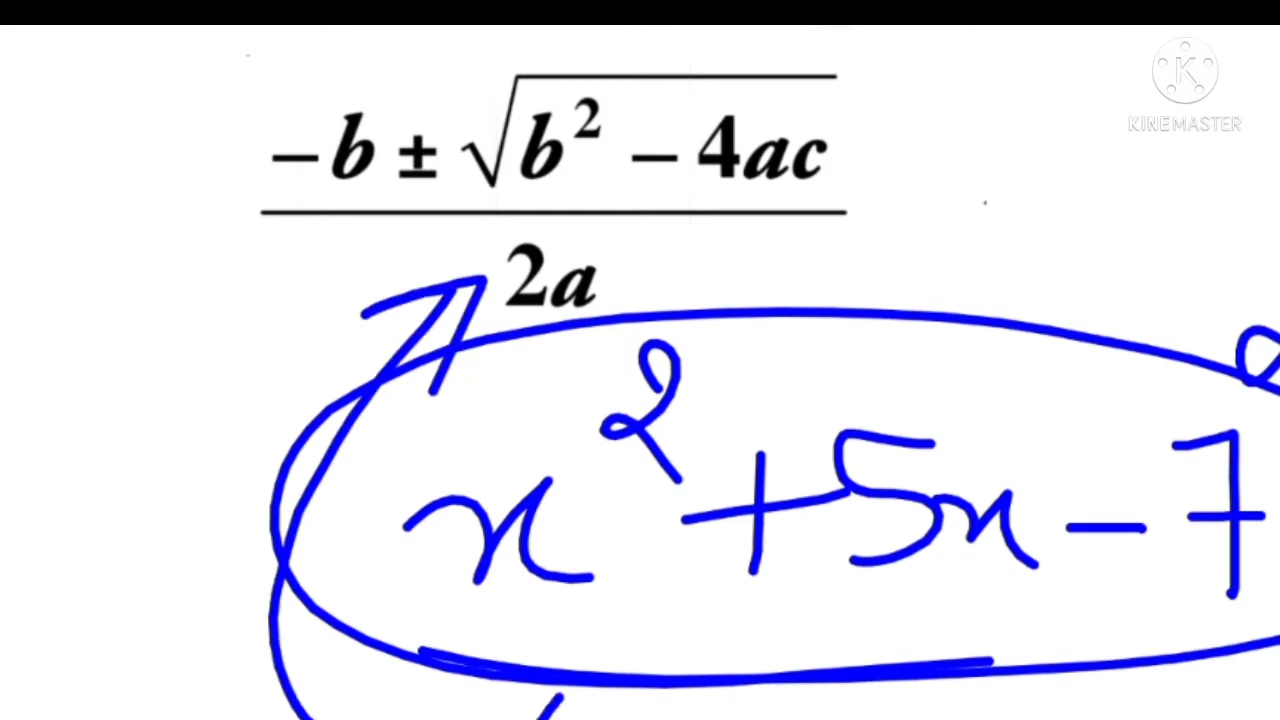 −b ± √b² − 4ac
2a
x² + 5x − 7
K
KINEMASTER